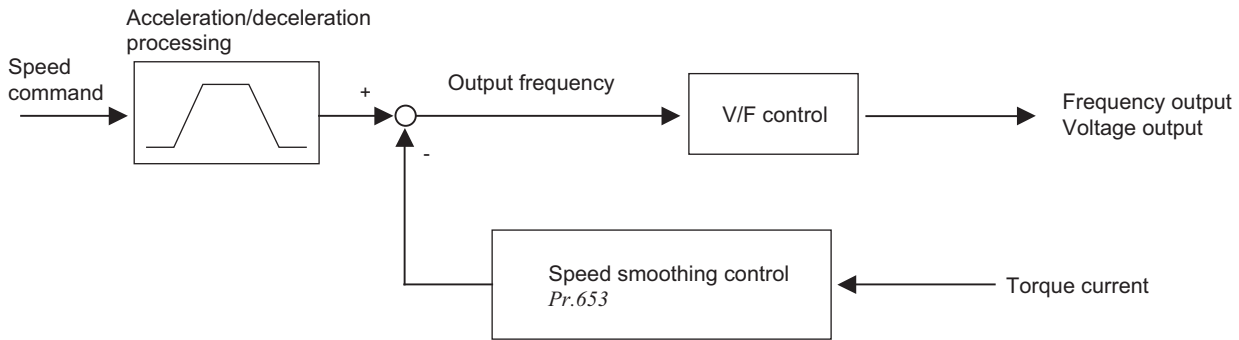 Acceleration/deceleration
processing
Speed
command
+
Output frequency
V/F control
Frequency output
Voltage output
-
Speed smoothing control
Pr.653
Torque current